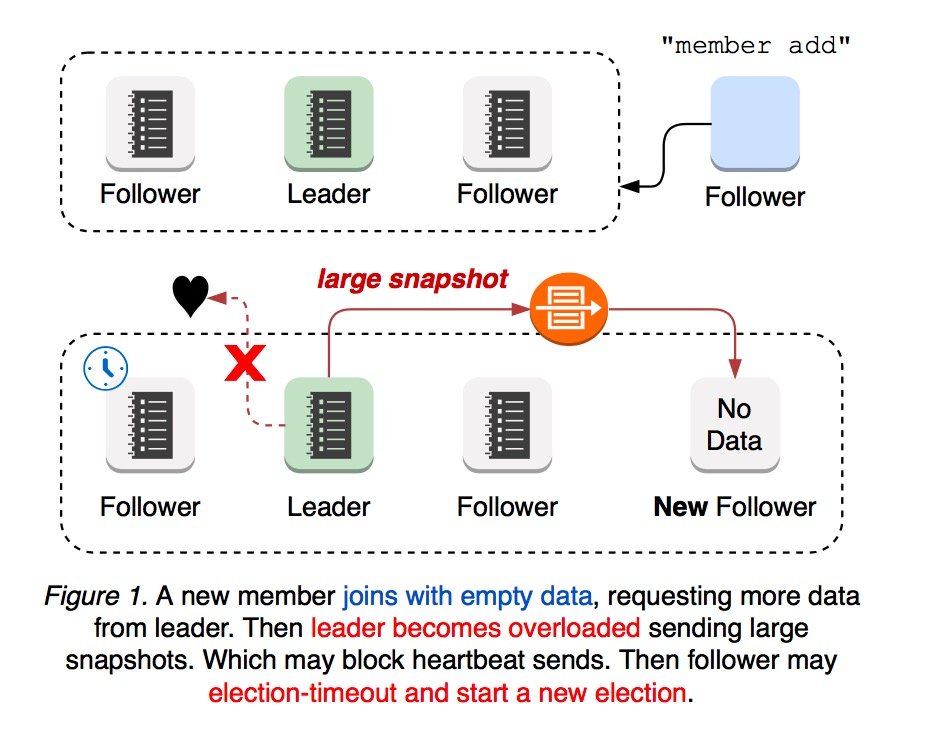 "member add"
Follower
Leader
Follower
Follower
large snapshot
X
No
Data
Follower
Leader
Follower
New Follower
Figure 1. A new member joins with empty data, requesting more data
from leader. Then leader becomes overloaded sending large
snapshots. Which may block heartbeat sends. Then follower may
election-timeout and start a new election.